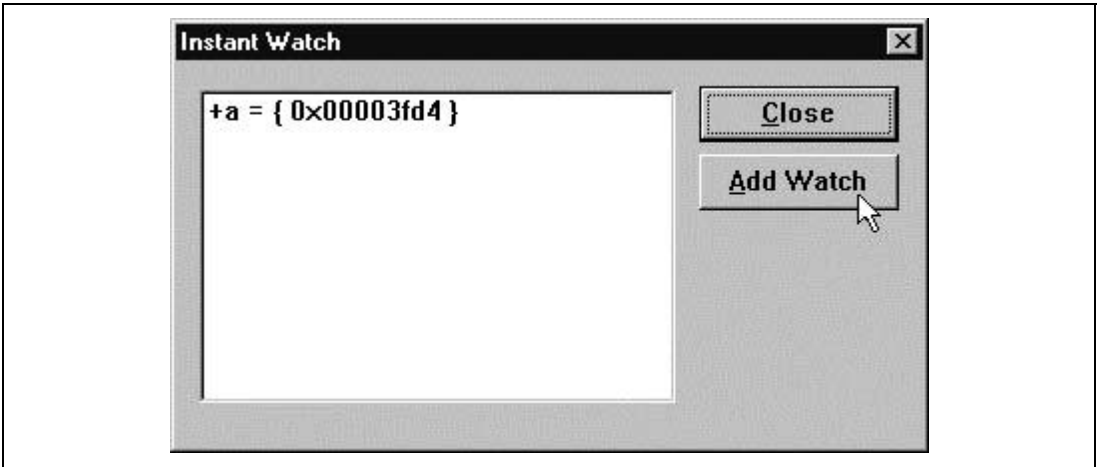 Instant Watch
+a = { 0x00003fd4 }
Close
Add Watch